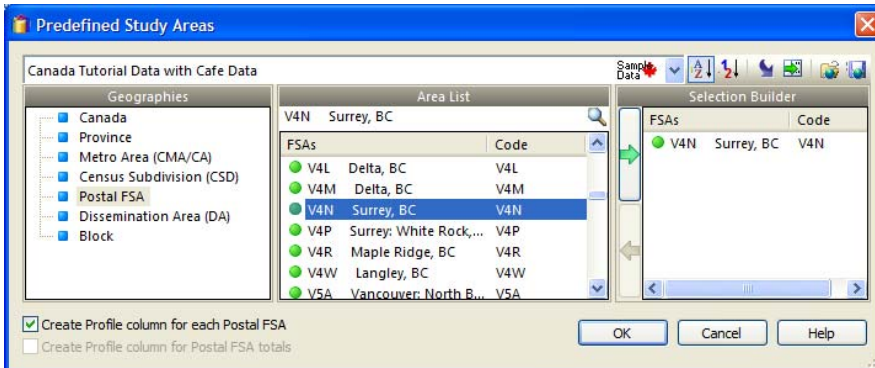 Predefined Study Areas
Canada Tutorial Data with Cafe Data
Sample Data
Geographies
Canada
Province
Metro Area (CMA/CA)
Census Subdivision (CSD)
Postal FSA
Dissemination Area (DA)
Block
Area List
V4N Surrey, BC
FSAs Code
V4L Delta, BC V4L
V4M Delta, BC V4M
V4N Surrey, BC V4N
V4P Surrey: White Rock,... V4P
V4R Maple Ridge, BC V4R
V4W Langley, BC V4W
V5A Vancouver: North B... V5A
Selection Builder
FSAs Code
V4N Surrey, BC V4N
Create Profile column for each Postal FSA
Create Profile column for Postal FSA totals
OK Cancel Help